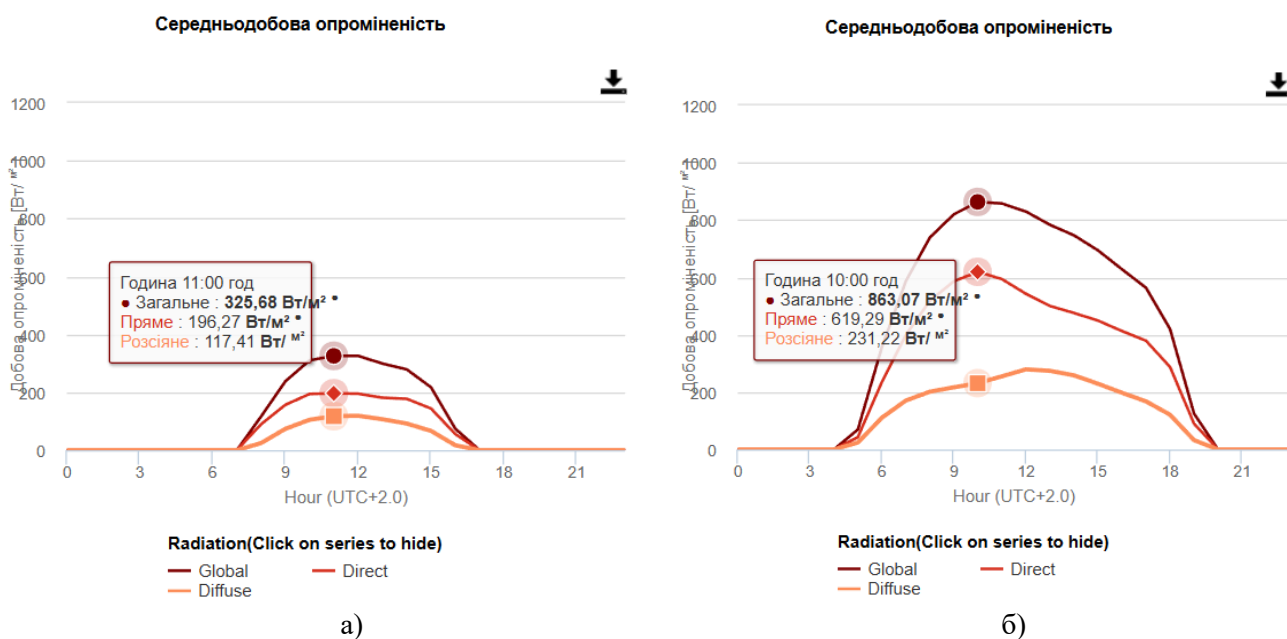 Середньодобова опроміненість
1200
1000
800
600
400
200
0
Добова опроміненість [Вт/ м²
Година 11:00 год
● Загальне : 325,68 Вт/м² •
Пряме : 196,27 Вт/м² •
Розсіяне : 117,41 Вт/ м²
0 3 6 9 12 15 18 21
Hour (UTC+2.0)
Radiation(Click on series to hide)
Global Direct
Diffuse
а)
Середньодобова опроміненість
1200
1000
800
600
400
200
0
Добова опроміненість [Вт/ м²
Година 10:00 год
● Загальне : 863,07 Вт/м² •
Пряме : 619,29 Вт/м² •
Розсіяне : 231,22 Вт/ м²
0 3 6 9 12 15 18 21
Hour (UTC+2.0)
Radiation(Click on series to hide)
Global Direct
Diffuse
б)